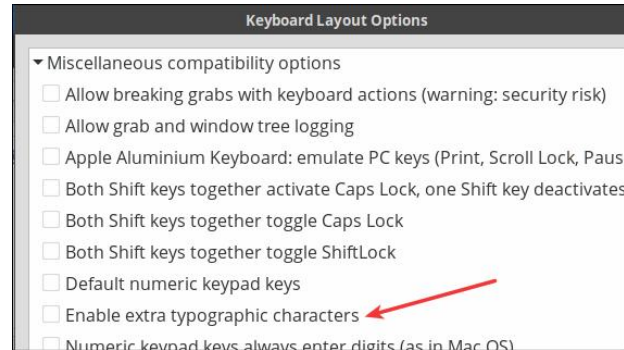 Keyboard Layout Options
Miscellaneous compatibility options
Allow breaking grabs with keyboard actions (warning: security risk)
Allow grab and window tree logging
Apple Aluminium Keyboard: emulate PC keys (Print, Scroll Lock, Paus
Both Shift keys together activate Caps Lock, one Shift key deactivates
Both Shift keys together toggle Caps Lock
Both Shift keys together toggle ShiftLock
Default numeric keypad keys
Enable extra typographic characters
Numeric keypad keys always enter digits (as in Mac OS)